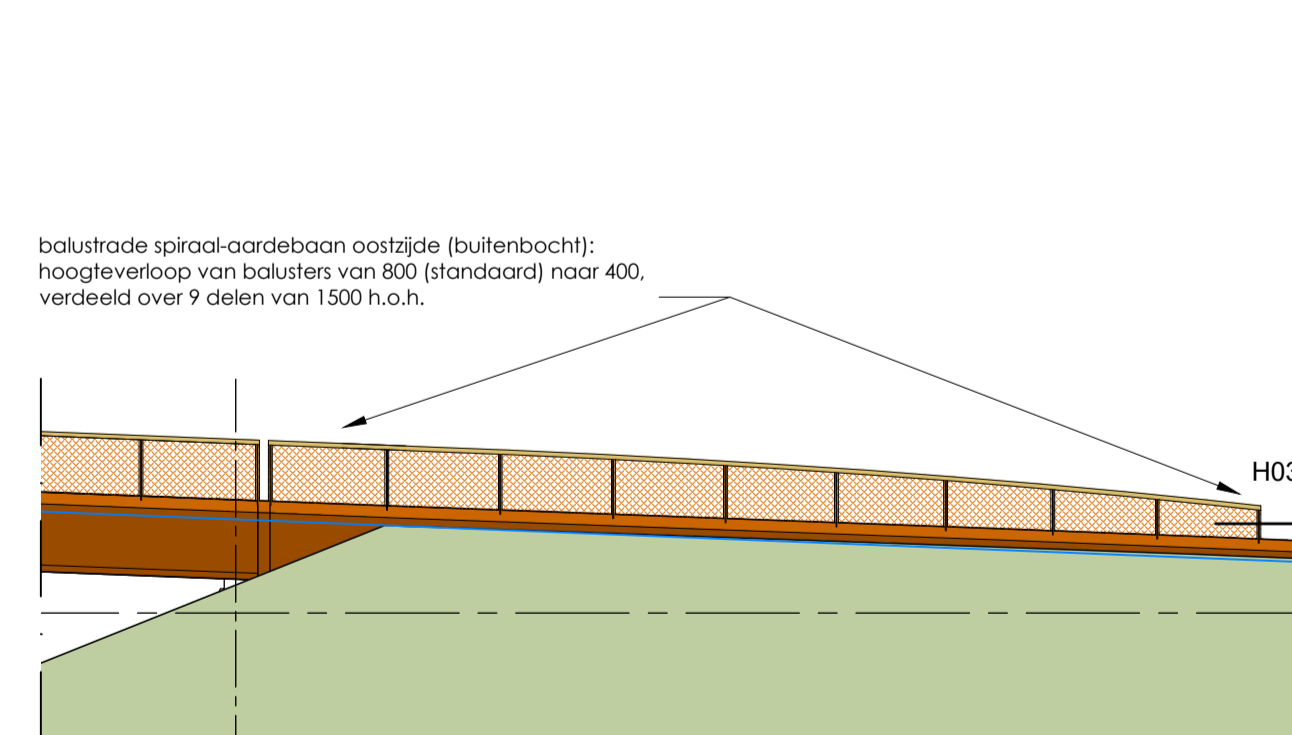 balustrade spiraal-aardebaan oostzijde (buitenbocht):
hoogteverloop van balusters van 800 (standaard) naar 400,
verdeeld over 9 delen van 1500 h.o.h.
H03